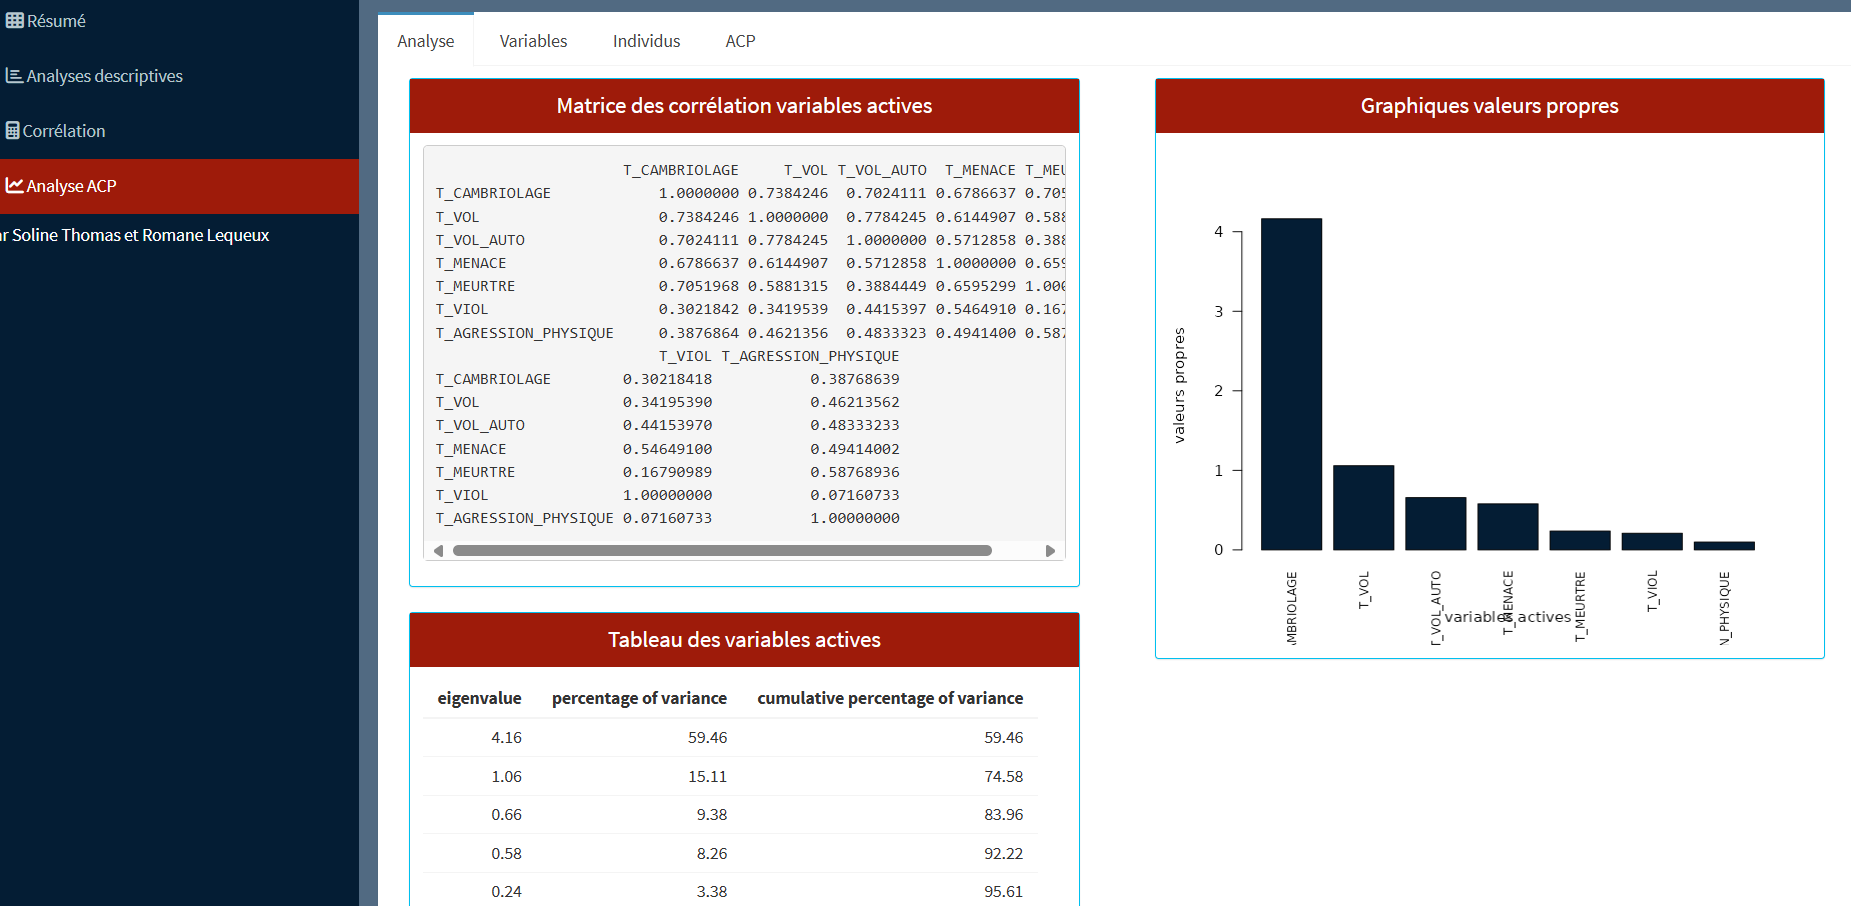 Résumé
Analyses descriptives
Corrélation
Analyse ACP
Soline Thomas et Romane Lequeux
Analyse Variables Individus ACP
Matrice des corrélation variables actives
T_CAMBRIOLAGE T_VOL T_VOL_AUTO T_MENACE T_MEU
T_CAMBRIOLAGE 1.0000000 0.7384246 0.7024111 0.6786637 0.705
T_VOL 0.7384246 1.0000000 0.7784245 0.6144907 0.588
T_VOL_AUTO 0.7024111 0.7784245 1.0000000 0.5712858 0.388
T_MENACE 0.6786637 0.6144907 0.5712858 1.0000000 0.659
T_MEURTRE 0.7051968 0.5881315 0.3884449 0.6595299 1.000
T_VIOL 0.3021842 0.3419539 0.4415397 0.5464910 0.167
T_AGRESSION_PHYSIQUE 0.3876864 0.4621356 0.4833323 0.4941400 0.587
T_VIOL T_AGRESSION_PHYSIQUE
T_CAMBRIOLAGE 0.30218418 0.38768639
T_VOL 0.34195390 0.46213562
T_VOL_AUTO 0.44153970 0.48333233
T_MENACE 0.54649100 0.49414002
T_MEURTRE 0.16790989 0.58768936
T_VIOL 1.00000000 0.07160733
T_AGRESSION_PHYSIQUE 0.07160733 1.00000000
Tableau des variables actives
eigenvalue percentage of variance cumulative percentage of variance
4.16 59.46 59.46
1.06 15.11 74.58
0.66 9.38 83.96
0.58 8.26 92.22
0.24 3.38 95.61
Graphiques valeurs propres
valeurs propres
4
3
2
1
0
MBRIOLAGE
T_VOL
T_VOL_AUTO
T_MENACE
T_MEURTRE
T_VIOL
N_PHYSIQUE
variables actives